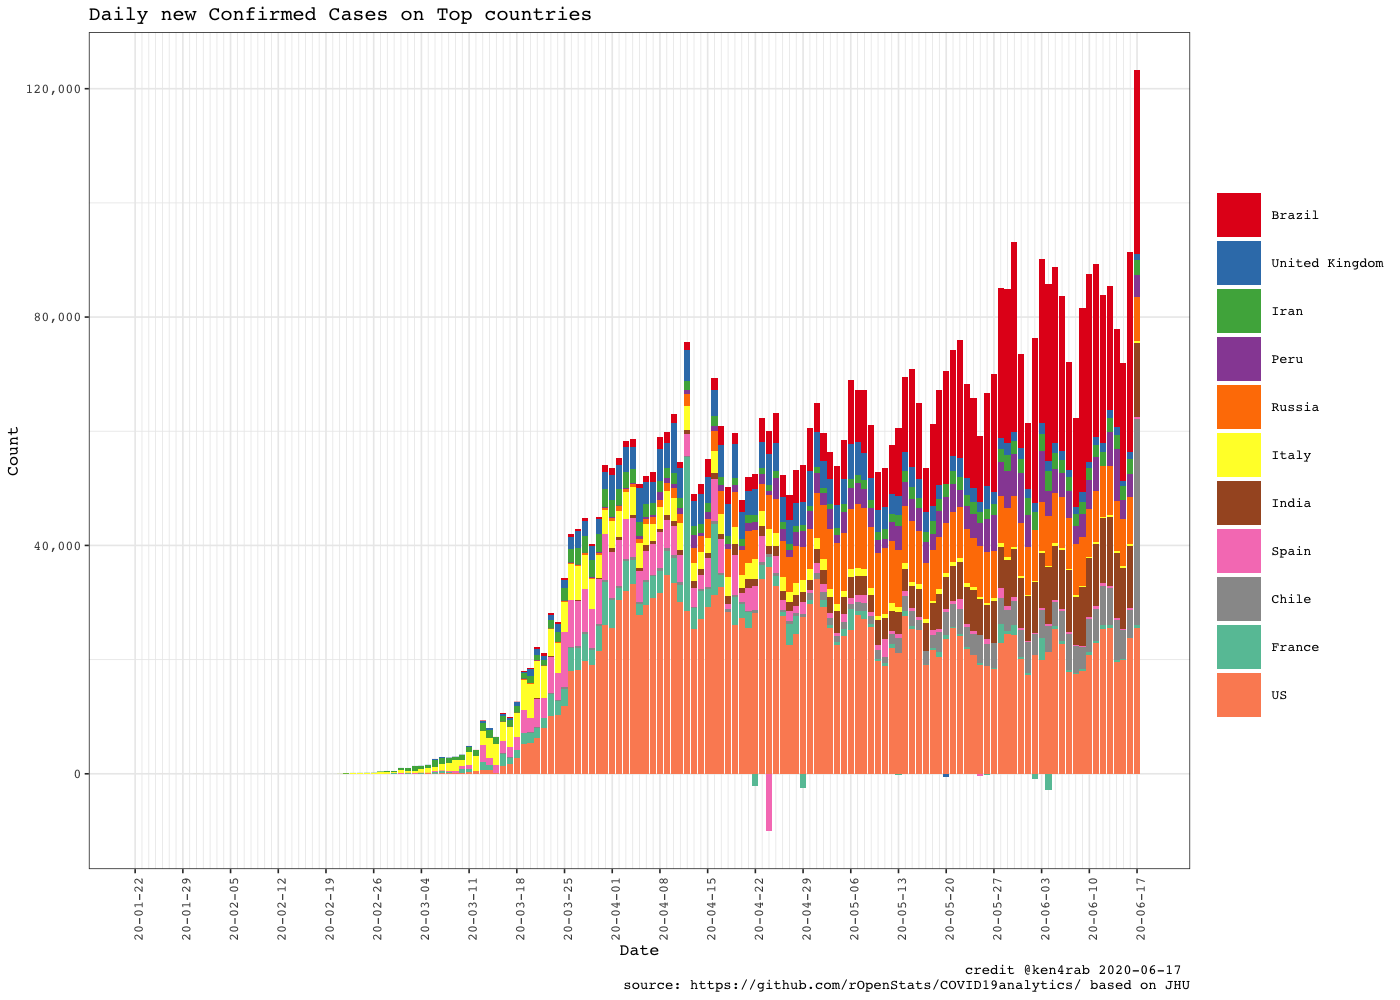 Daily new Confirmed Cases on Top countries
Count
120,000
80,000
40,000
0
20-01-22
20-01-29
20-02-05
20-02-12
20-02-19
20-02-26
20-03-04
20-03-11
20-03-18
20-03-25
20-04-01
20-04-08
20-04-15
20-04-22
20-04-29
20-05-06
20-05-13
20-05-20
20-05-27
20-06-03
20-06-10
20-06-17
Date
Brazil
United Kingdom
Iran
Peru
Russia
Italy
India
Spain
Chile
France
US
credit @ken4rab 2020-06-17
source: https://github.com/rOpenStats/COVID19analytics/ based on JHU